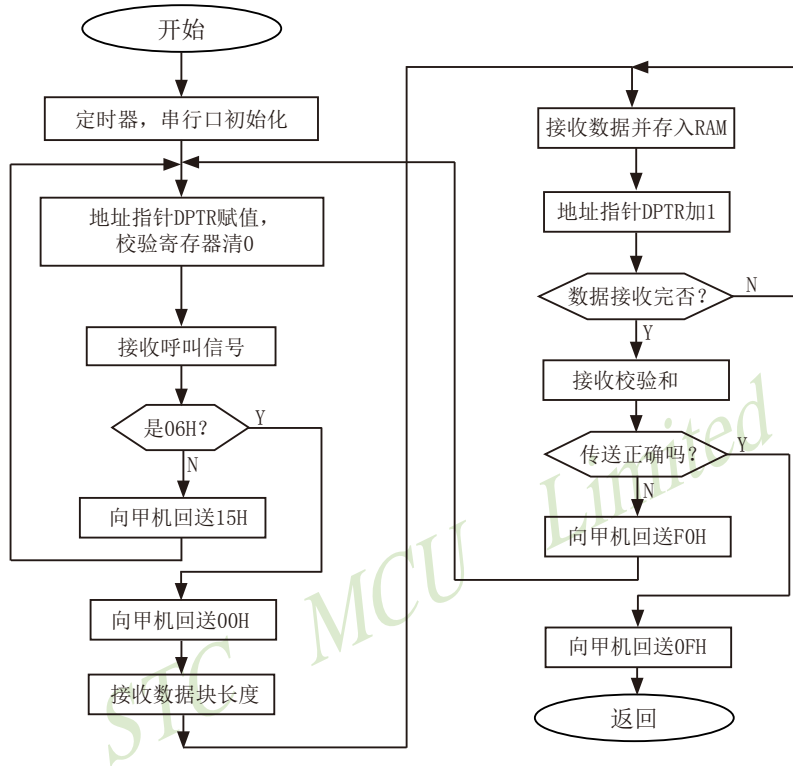 开始
定时器，串行口初始化
地址指针DPTR赋值，
校验寄存器清0
接收呼叫信号
是06H？
Y
N
向甲机回送15H
向甲机回送00H
接收数据块长度
接收数据并存入RAM
地址指针DPTR加1
数据接收完否？
N
Y
接收校验和
传送正确吗？
Y
N
向甲机回送F0H
向甲机回送0FH
返回
STC MCU Limited